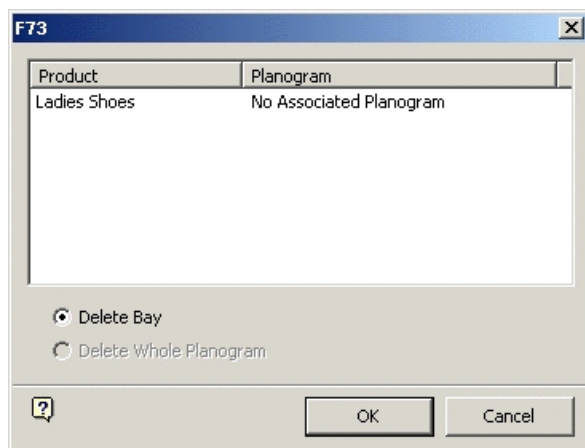 F73
Product Planogram
Ladies Shoes No Associated Planogram
Delete Bay
Delete Whole Planogram
? OK Cancel